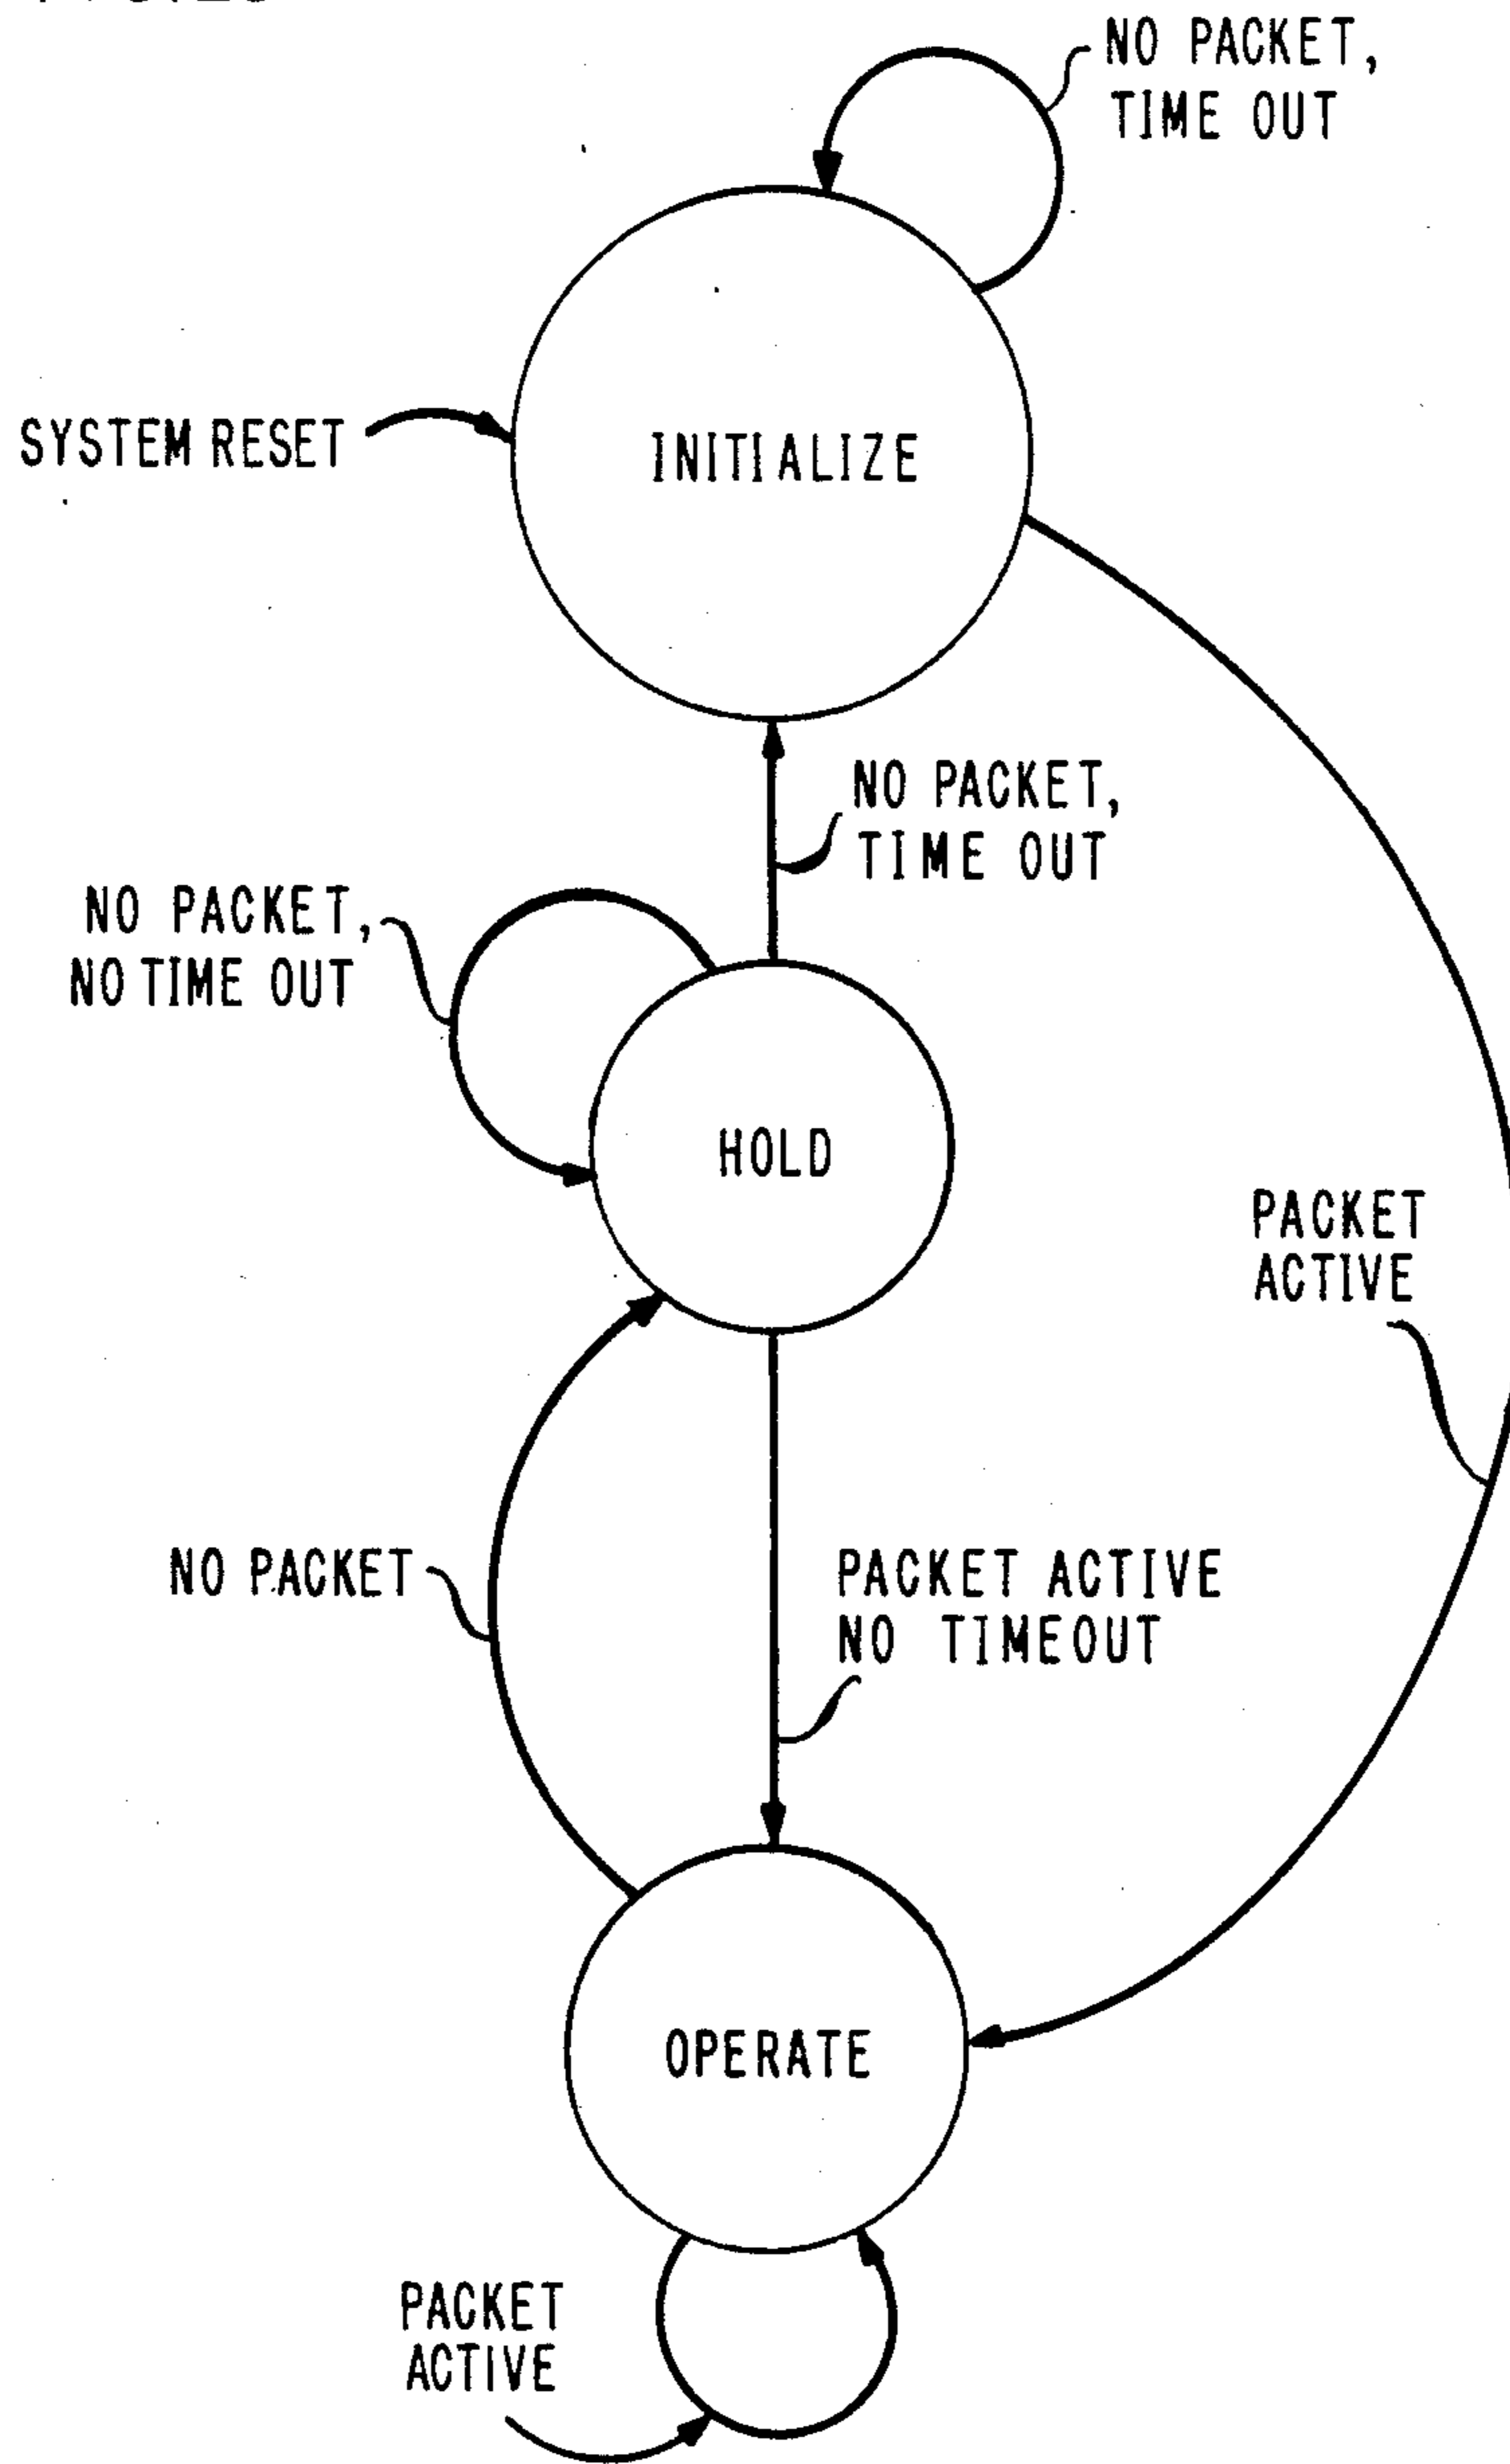 NO PACKET,
TIME OUT
SYSTEM RESET
INITIALIZE
NO PACKET,
TIME OUT
NO PACKET,
NO TIME OUT
HOLD
PACKET
ACTIVE
NO PACKET
PACKET ACTIVE
NO TIMEOUT
OPERATE
PACKET
ACTIVE